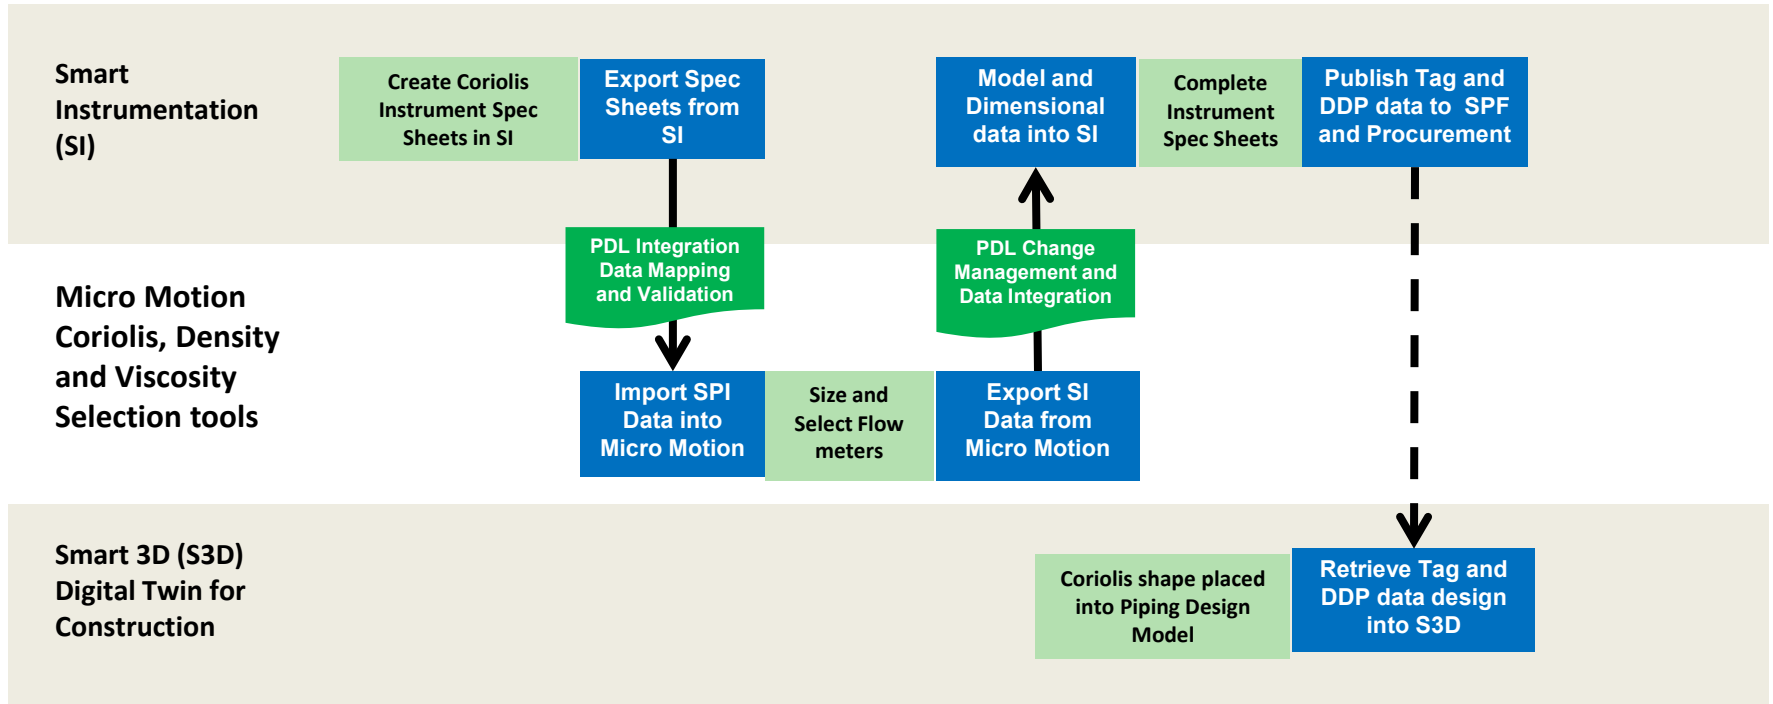 Smart
Instrumentation
(SI)
Create Coriolis
Instrument Spec
Sheets in SI
Export Spec
Sheets from
SI
Model and
Dimensional
data into SI
Complete
Instrument
Spec Sheets
Publish Tag and
DDP data to SPF
and Procurement
PDL Integration
Data Mapping
and Validation
PDL Change
Management and
Data Integration
Micro Motion
Coriolis, Density
and Viscosity
Selection tools
Import SPI
Data into
Micro Motion
Size and
Select Flow
meters
Export SI
Data from
Micro Motion
Smart 3D (S3D)
Digital Twin for
Construction
Coriolis shape placed
into Piping Design
Model
Retrieve Tag and
DDP data design
into S3D